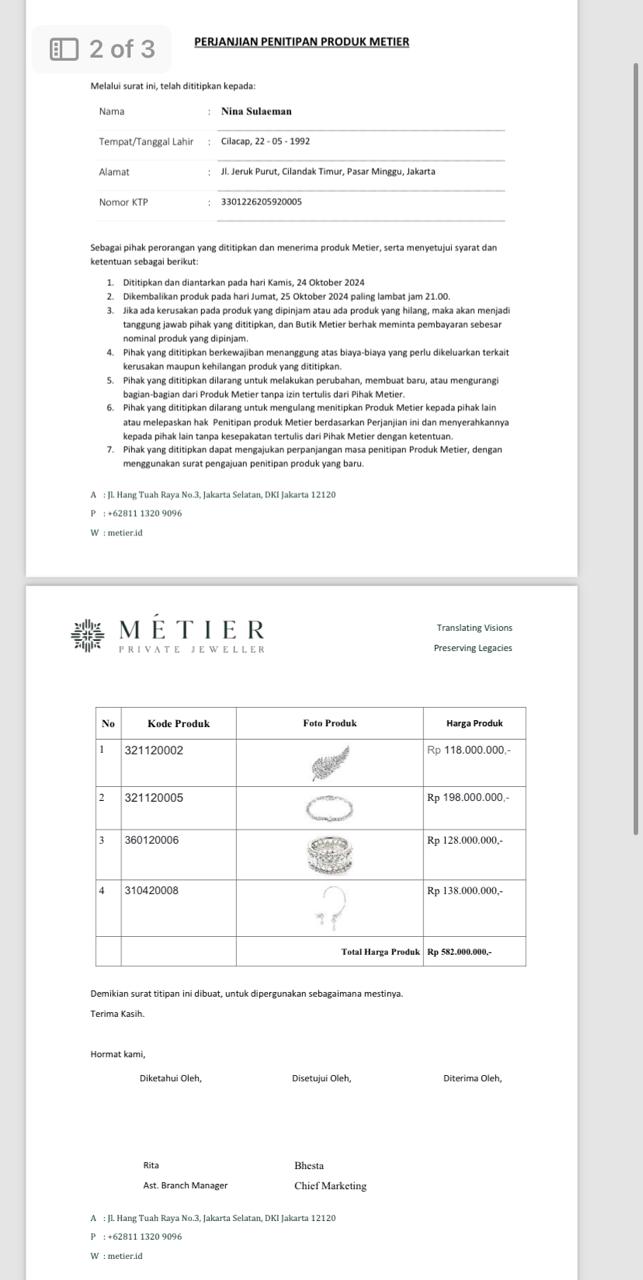 2 of 3
PERJANJIAN PENITIPAN PRODUK METIER
Melalui surat ini, telah dititipkan kepada:
Nama : Nina Sulaeman
Tempat/Tanggal Lahir : Cilacap, 22 - 05 - 1992
Alamat : Jl. Jeruk Purut, Cilandak Timur, Pasar Minggu, Jakarta
Nomor KTP : 3301226205920005
Sebagai pihak perorangan yang dititipkan dan menerima produk Metier, serta menyetujui syarat dan
ketentuan sebagai berikut:
1. Dititipkan dan diantarkan pada hari Kamis, 24 Oktober 2024
2. Dikembalikan produk pada hari Jumat, 25 Oktober 2024 paling lambat jam 21.00.
3. Jika ada kerusakan pada produk yang dipinjam atau ada produk yang hilang, maka akan menjadi
tanggung jawab pihak yang dititipkan, dan Butik Metier berhak meminta pembayaran sebesar
nominal produk yang dipinjam.
4. Pihak yang dititipkan berkewajiban menanggung atas biaya-biaya yang perlu dikeluarkan terkait
kerusakan maupun kehilangan produk yang dititipkan.
5. Pihak yang dititipkan dilarang untuk melakukan perubahan, membuat baru, atau mengurangi
bagian-bagian dari Produk Metier tanpa izin tertulis dari Pihak Metier.
6. Pihak yang dititipkan dilarang untuk mengulang menitipkan Produk Metier kepada pihak lain
atau melepaskan hak Penitipan produk Metier berdasarkan Perjanjian ini dan menyerahkannya
kepada pihak lain tanpa kesepakatan tertulis dari Pihak Metier dengan ketentuan.
7. Pihak yang dititipkan dapat mengajukan perpanjangan masa penitipan Produk Metier, dengan
menggunakan surat pengajuan penitipan produk yang baru.
A : Jl. Hang Tuah Raya No.3, Jakarta Selatan, DKI Jakarta 12120
P : +62811 1320 9096
W : metier.id
MÉTIER
PRIVATE JEWELLER
Translating Visions
Preserving Legacies
No Kode Produk Foto Produk Harga Produk
1 321120002 Rp 118.000.000,-
2 321120005 Rp 198.000.000,-
3 360120006 Rp 128.000.000,-
4 310420008 Rp 138.000.000,-
Total Harga Produk Rp 582.000.000,-
Demikian surat titipan ini dibuat, untuk dipergunakan sebagaimana mestinya.
Terima Kasih.
Hormat kami,
Diketahui Oleh, Disetujui Oleh, Diterima Oleh,
Rita Bhesta
Ast. Branch Manager Chief Marketing
A : Jl. Hang Tuah Raya No.3, Jakarta Selatan, DKI Jakarta 12120
P : +62811 1320 9096
W : metier.id